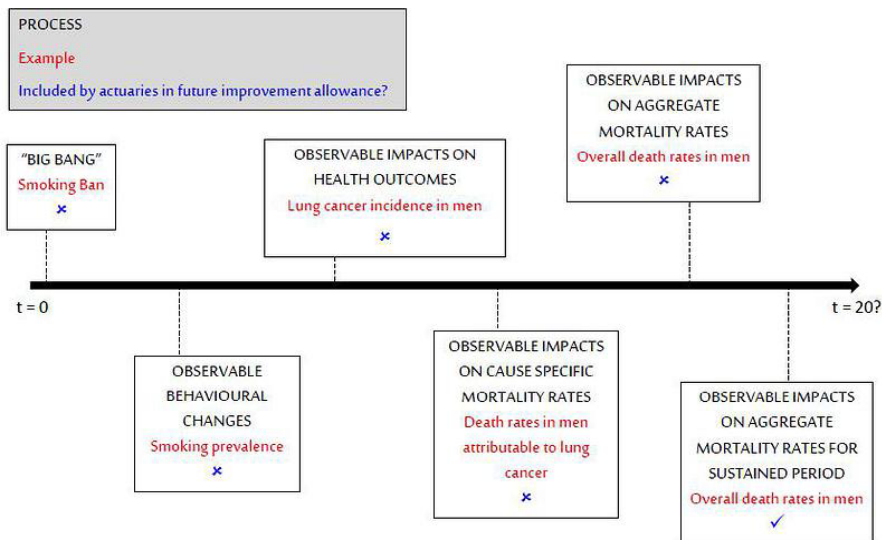 PROCESS
Example
Included by actuaries in future improvement allowance?
"BIG BANG"
Smoking Ban
×
OBSERVABLE IMPACTS ON
HEALTH OUTCOMES
Lung cancer incidence in men
×
OBSERVABLE IMPACTS
ON AGGREGATE
MORTALITY RATES
Overall death rates in men
×
t = 0
t = 20?
OBSERVABLE
BEHAVIOURAL
CHANGES
Smoking prevalence
×
OBSERVABLE IMPACTS
ON CAUSE SPECIFIC
MORTALITY RATES
Death rates in men
attributable to lung
cancer
×
OBSERVABLE IMPACTS
ON AGGREGATE
MORTALITY RATES FOR
SUSTAINED PERIOD
Overall death rates in men
✓